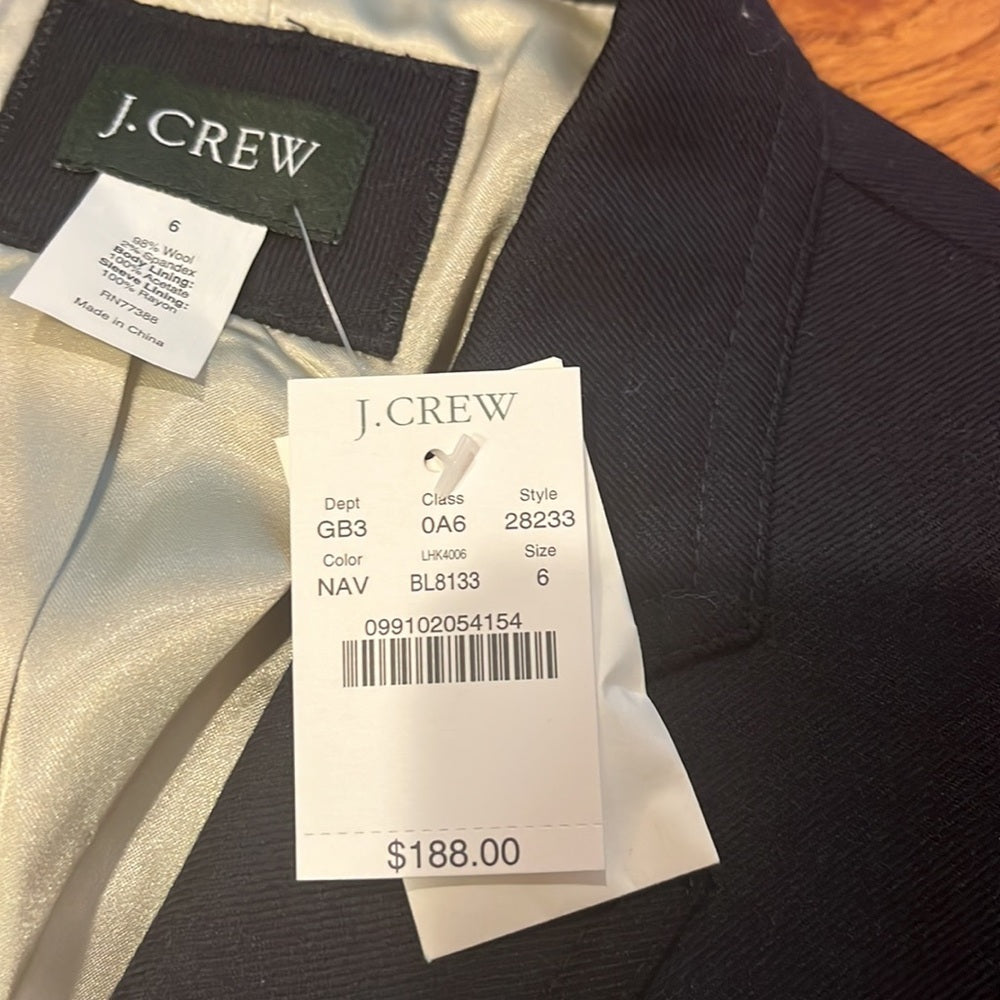 J.CREW
6
98% Wool
2% Spandex
Body Lining:
100% Acetate
Sleeve Lining:
100% Rayon
RN77388
Made in China
J.CREW
Dept Class Style
GB3 0A6 28233
Color LHK4006 Size
NAV BL8133 6
099102054154
$188.00